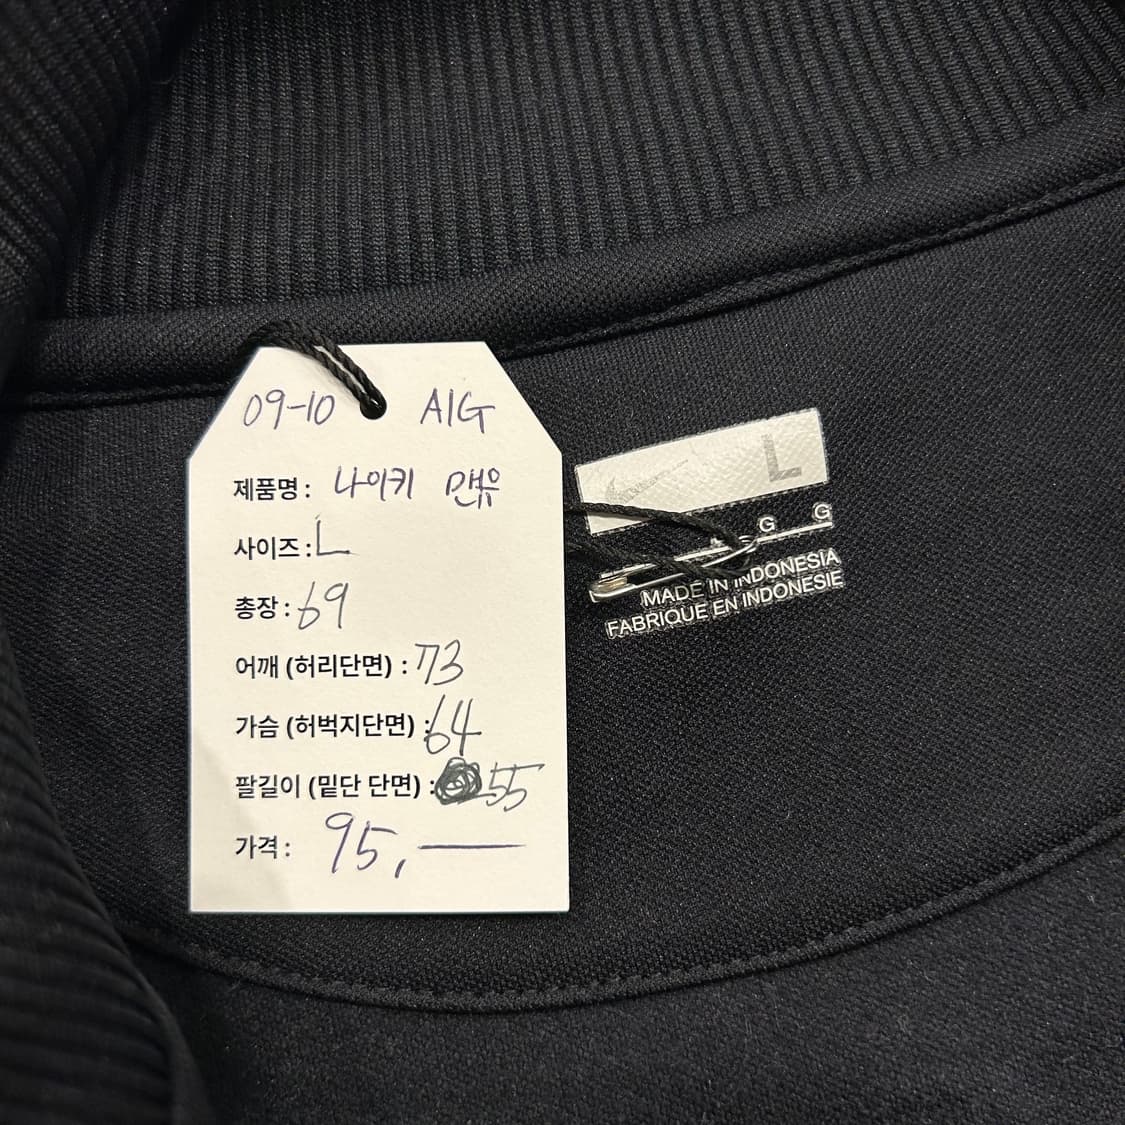 09-10 AIG
제품명 : 나이키 맨유
사이즈 : L
총장 : 69
어깨 (허리단면) : 73
가슴 (허벅지단면) : 64
팔길이 (밑단 단면) : 55
가격 : 95,—
L
G G
MADE IN INDONESIA
FABRIQUE EN INDONESIE